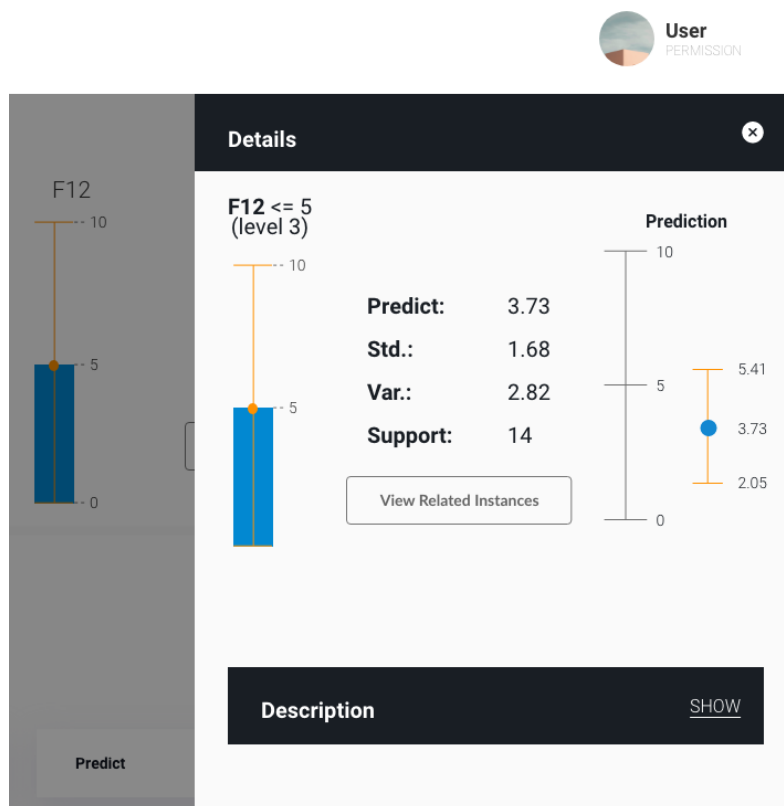 User
PERMISSION
Details
F12
10
5
0
F12 <= 5
(level 3)
10
5
Predict: 3.73
Std.: 1.68
Var.: 2.82
Support: 14
View Related Instances
Prediction
10
5
0
5.41
3.73
2.05
Description SHOW
Predict